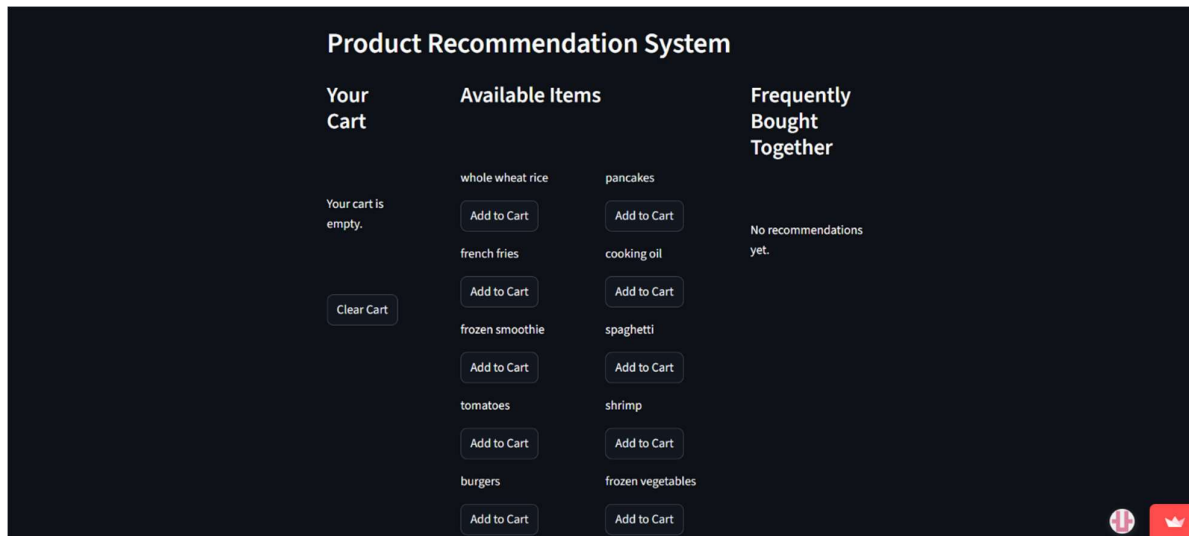 Product Recommendation System
Your
Cart
Your cart is
empty.
Clear Cart
Available Items
whole wheat rice
Add to Cart
french fries
Add to Cart
frozen smoothie
Add to Cart
tomatoes
Add to Cart
burgers
Add to Cart
pancakes
Add to Cart
cooking oil
Add to Cart
spaghetti
Add to Cart
shrimp
Add to Cart
frozen vegetables
Add to Cart
Frequently
Bought
Together
No recommendations
yet.